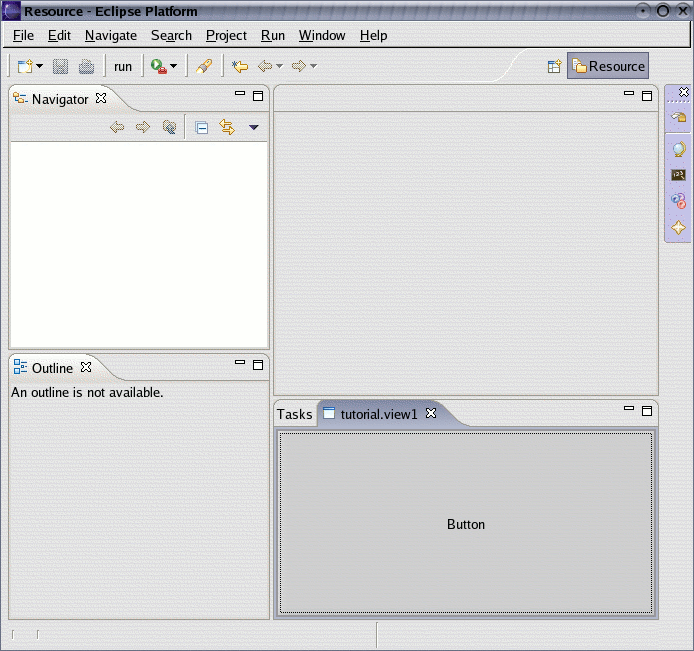 Resource - Eclipse Platform
File Edit Navigate Search Project Run Window Help
run
Resource
Navigator
Outline
An outline is not available.
Tasks tutorial.view1
Button